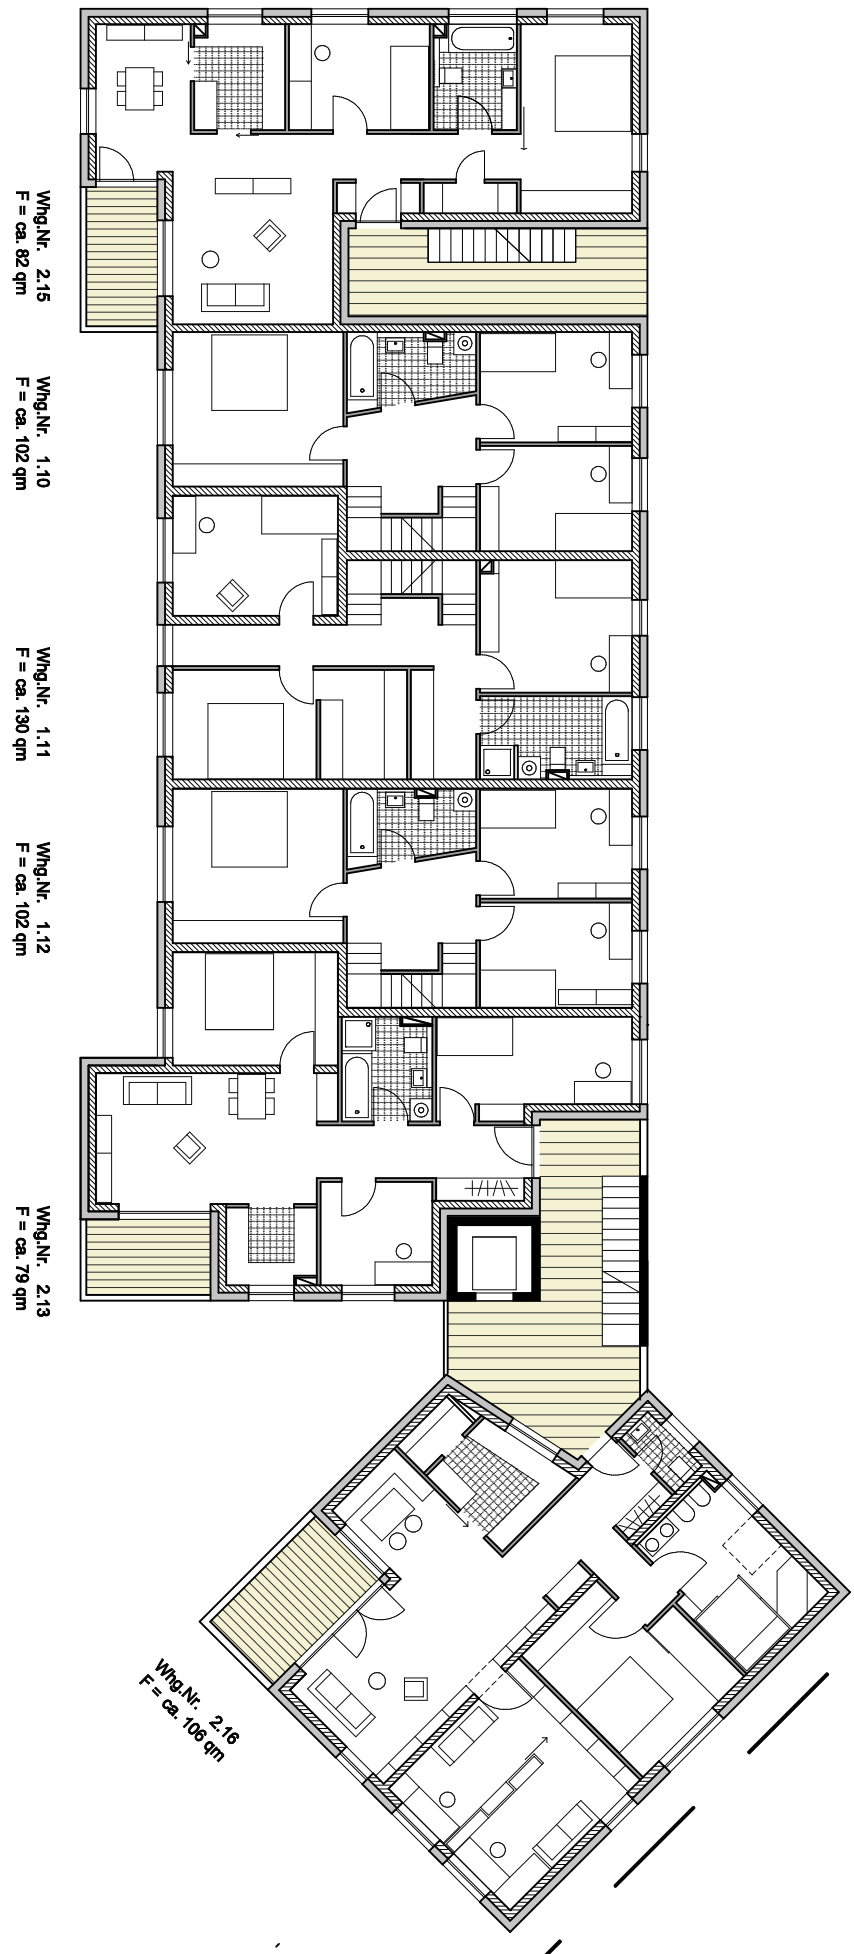 Whg.Nr. 2.15
F = ca. 82 qm
Whg.Nr. 1.10
F = ca. 102 qm
Whg.Nr. 1.11
F = ca. 130 qm
Whg.Nr. 1.12
F = ca. 102 qm
Whg.Nr. 2.13
F = ca. 79 qm
Whg.Nr. 2.16
F = ca. 106 qm